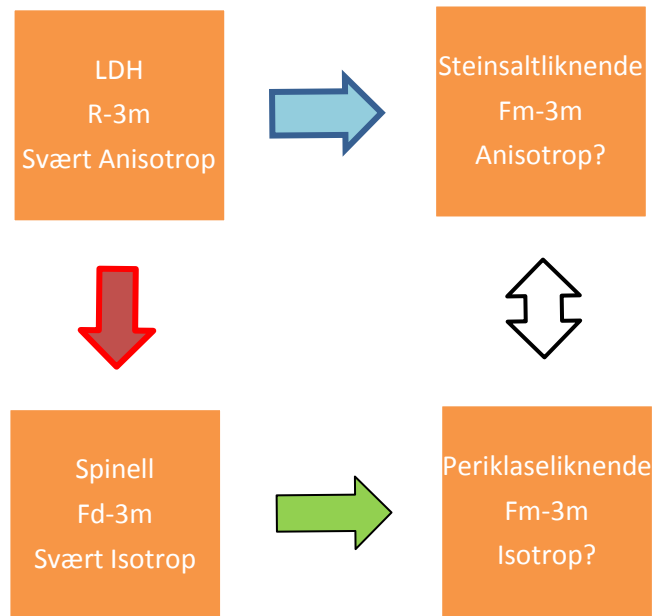 LDH
R-3m
Svært Anisotrop
Steinsaltliknende
Fm-3m
Anisotrop?
Spinell
Fd-3m
Svært Isotrop
Periklaseliknende
Fm-3m
Isotrop?